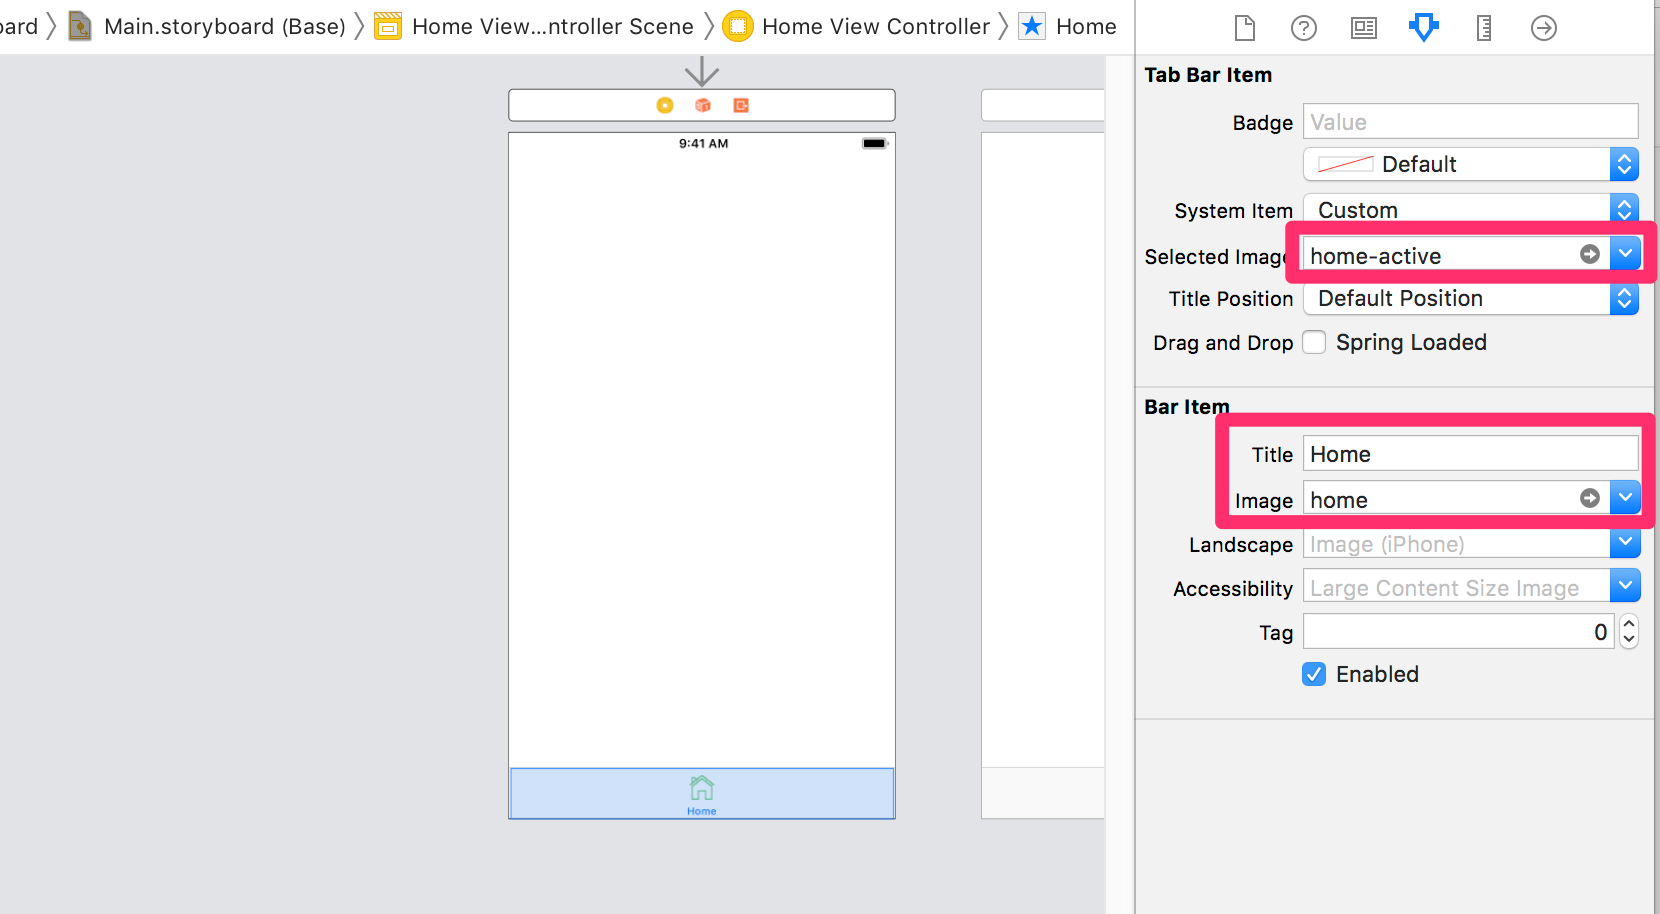 oard Main.storyboard (Base) Home View...ntroller Scene Home View Controller Home
9:41 AM
Home
Tab Bar Item
Badge Value
Default
System Item Custom
Selected Image home-active
Title Position Default Position
Drag and Drop Spring Loaded
Bar Item
Title Home
Image home
Landscape Image (iPhone)
Accessibility Large Content Size Image
Tag 0
Enabled